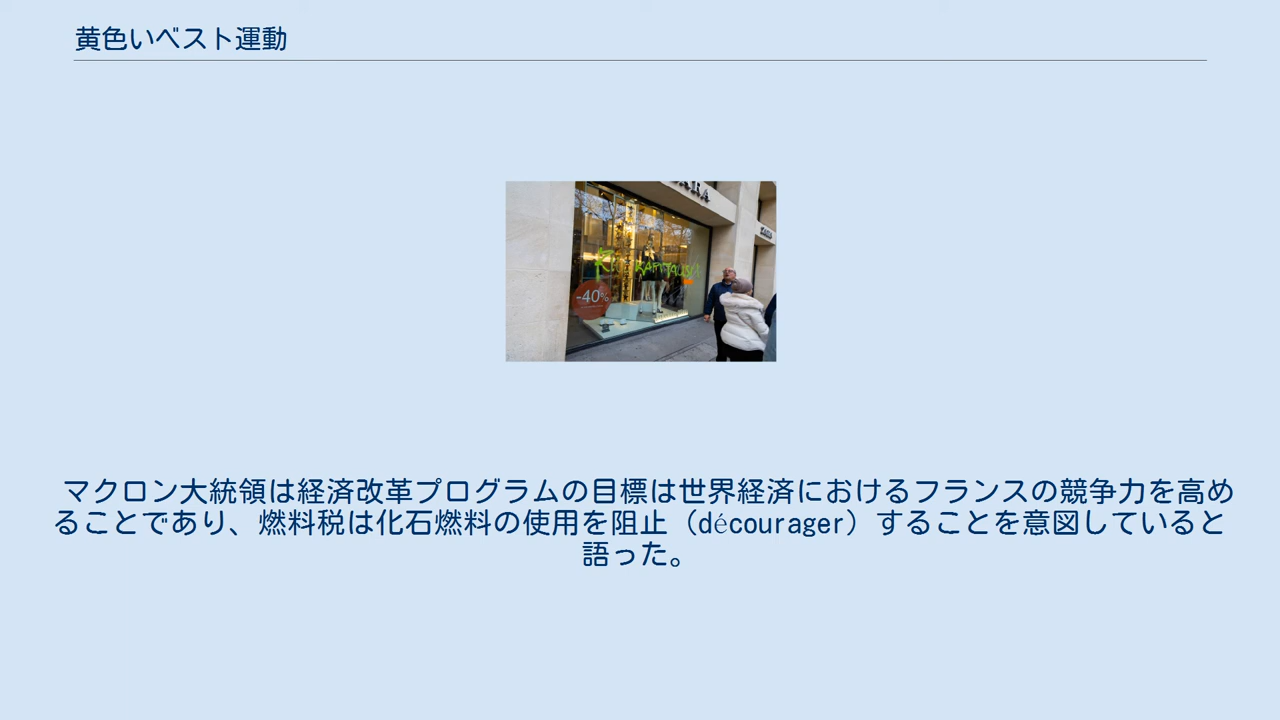 黄色いベスト運動
-40%
マクロン大統領は経済改革プログラムの目標は世界経済におけるフランスの競争力を高め
ることであり、燃料税は化石燃料の使用を阻止（décourager）することを意図していると
語った。